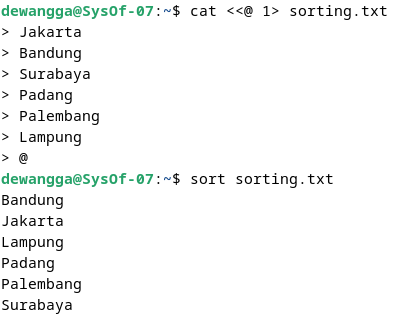 dewangga@SysOf-07:~$ cat <<@ 1> sorting.txt
> Jakarta
> Bandung
> Surabaya
> Padang
> Palembang
> Lampung
> @
dewangga@SysOf-07:~$ sort sorting.txt
Bandung
Jakarta
Lampung
Padang
Palembang
Surabaya